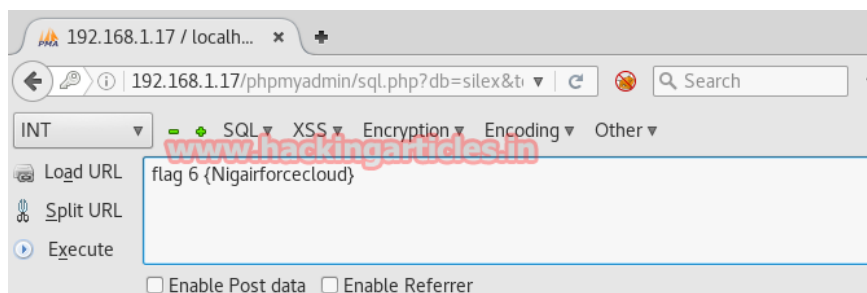 192.168.1.17 / localh...
192.168.1.17/phpmyadmin/sql.php?db=silex&t
Search
INT
SQL XSS Encryption Encoding Other
www.hackingarticles.in
Load URL
flag 6 {Nigairforcecloud}
Split URL
Execute
Enable Post data Enable Referrer